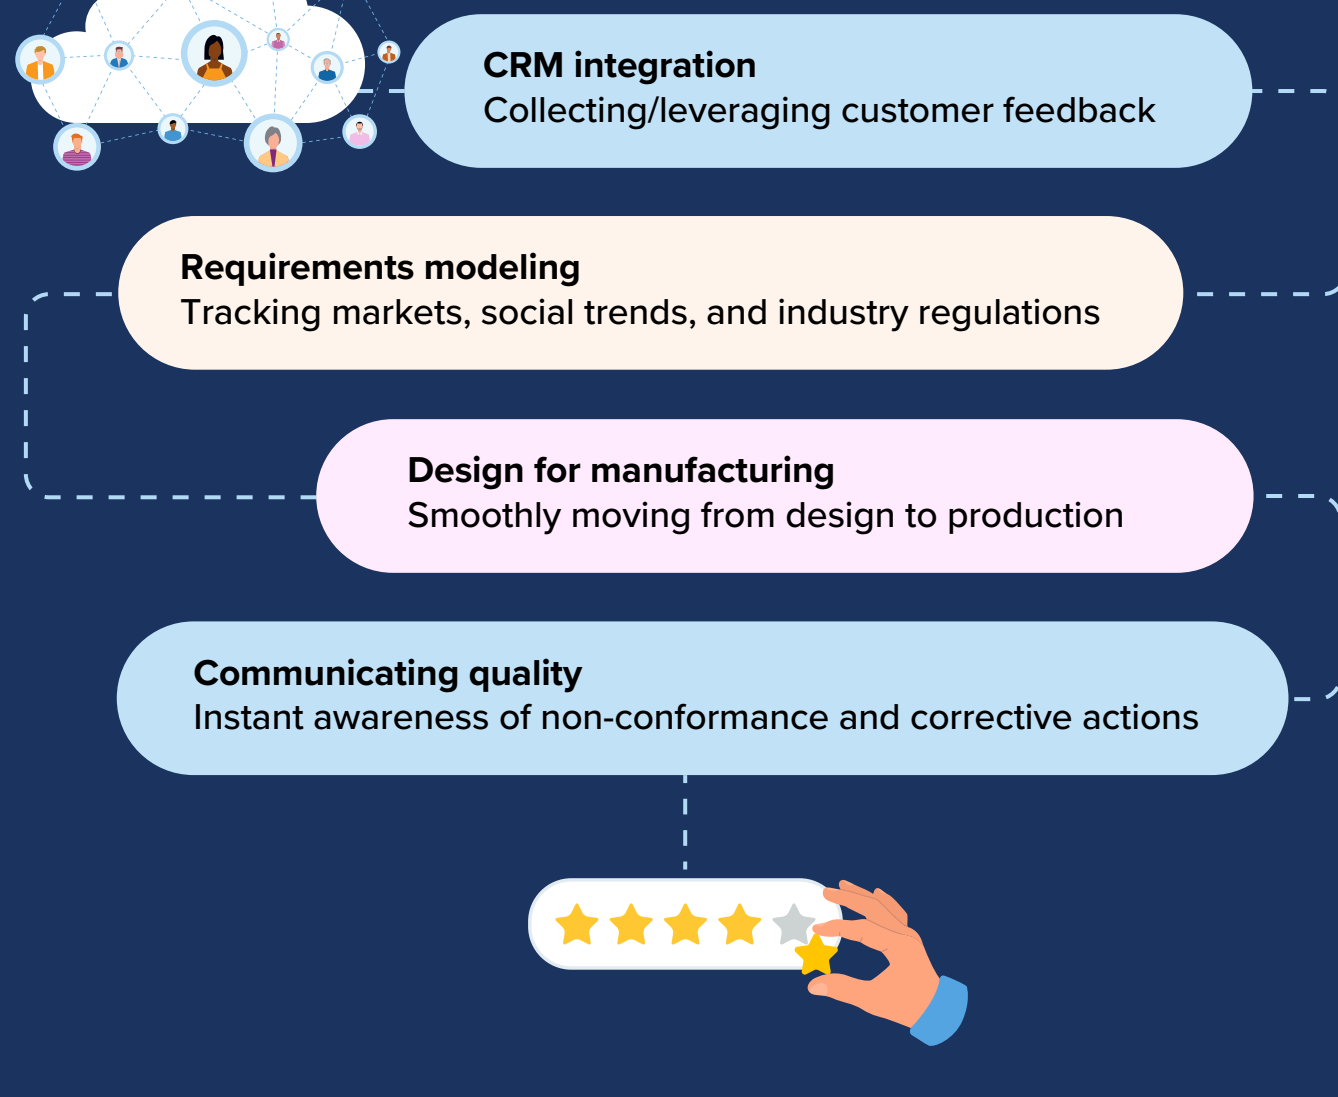 CRM integration
Collecting/leveraging customer feedback
Requirements modeling
Tracking markets, social trends, and industry regulations
Design for manufacturing
Smoothly moving from design to production
Communicating quality
Instant awareness of non-conformance and corrective actions